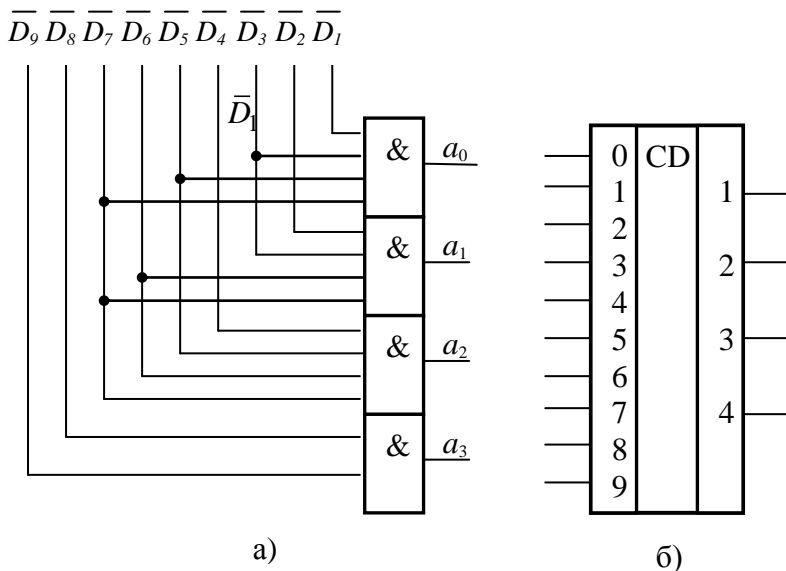 D̅₉ D̅₈ D̅₇ D̅₆ D̅₅ D̅₄ D̅₃ D̅₂ D̅₁
D̅₁
& a₀
& a₁
& a₂
& a₃
а)
0 CD
1 1
2
3 2
4
5 3
6
7 4
8
9
б)